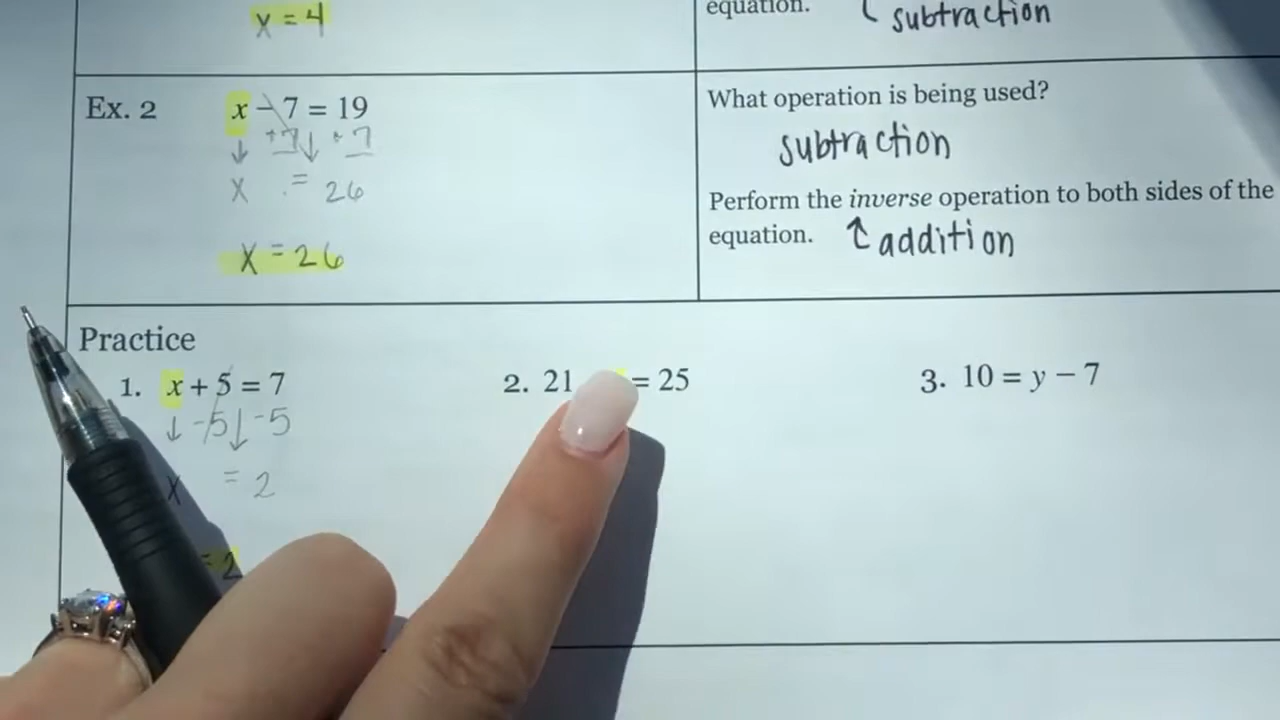 x = 4
equation.
subtraction
Ex. 2
x − 7 = 19
+7 + 7
x = 26
x = 26
What operation is being used?
subtraction
Perform the inverse operation to both sides of the
equation. ↑ addition
Practice
1. x + 5 = 7
↓ -5 ↓ -5
x = 2
= 2
2. 21 = 25
3. 10 = y − 7